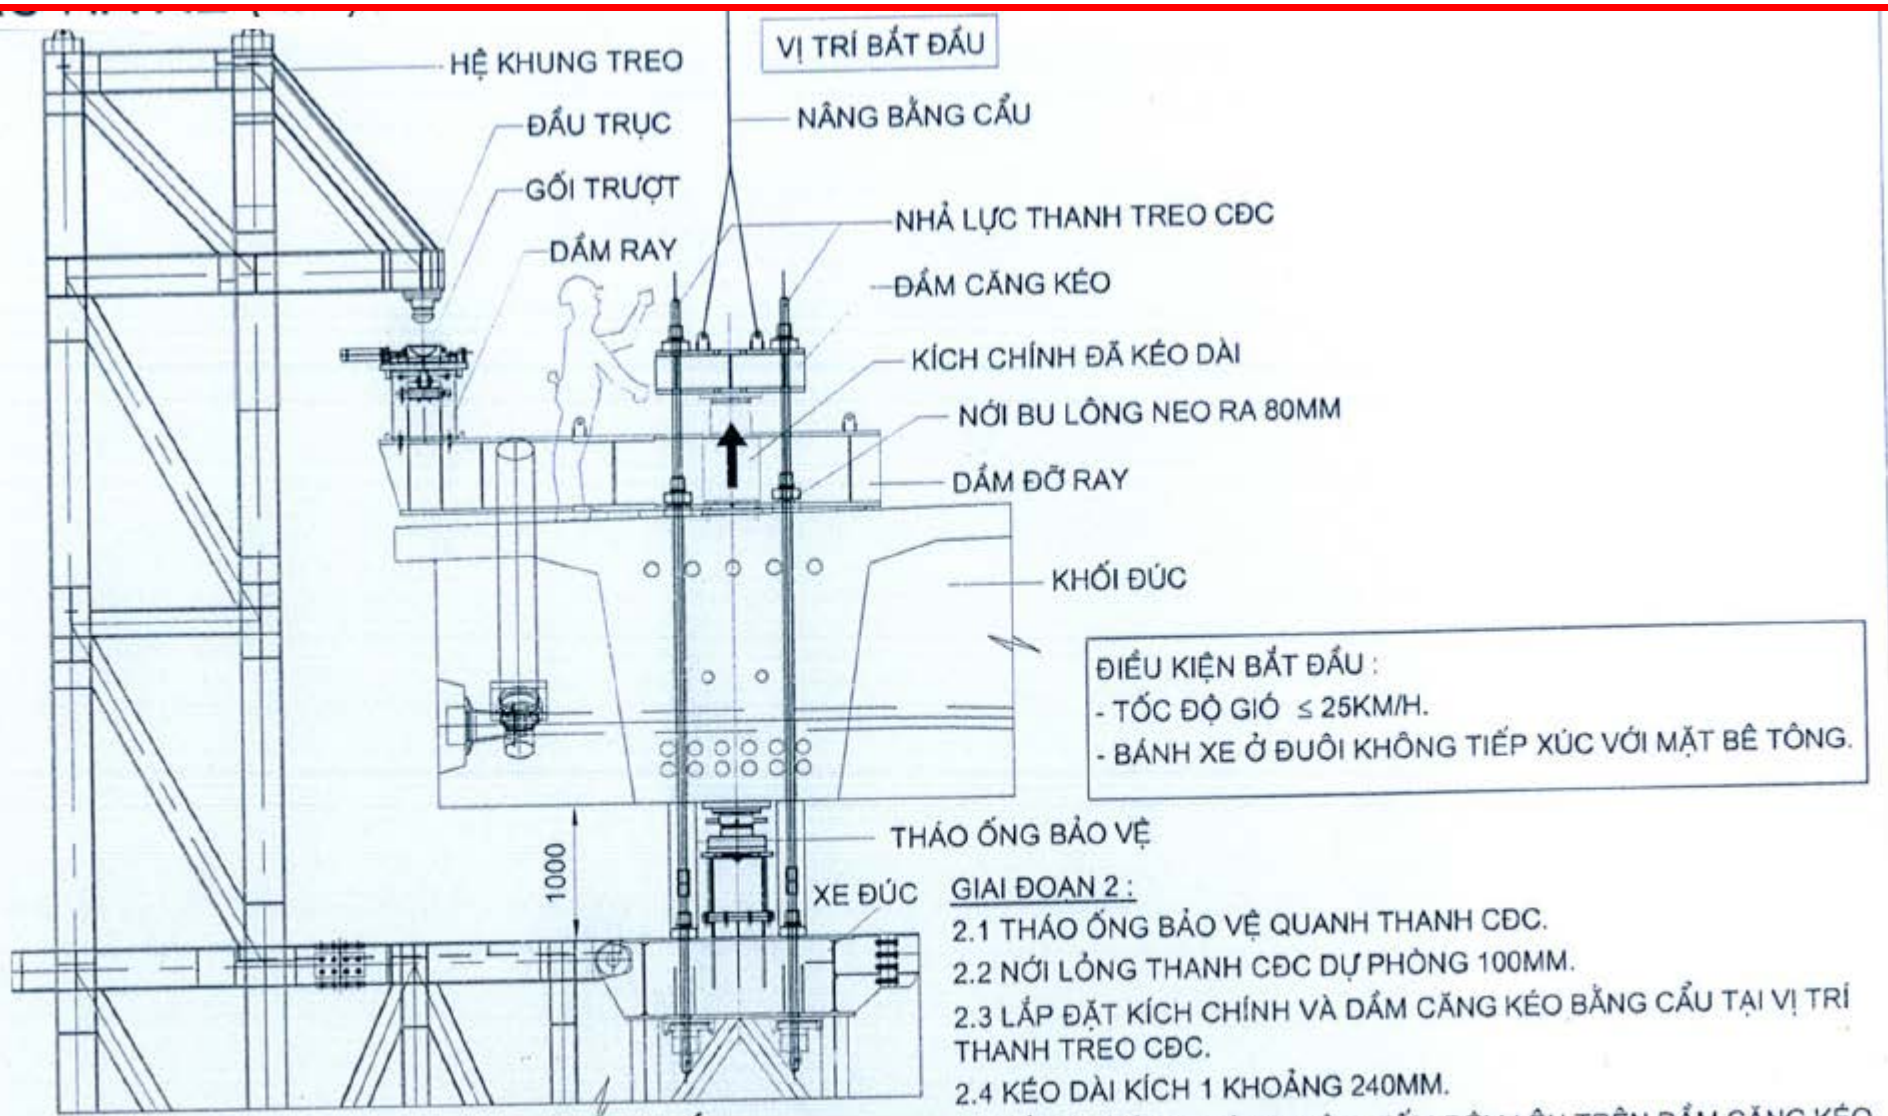 VỊ TRÍ BẮT ĐẦU
HỆ KHUNG TREO
NÂNG BẰNG CẨU
ĐẦU TRỤC
GỐI TRƯỢT
NHẢ LỰC THANH TREO CĐC
DẦM RAY
DẦM CĂNG KÉO
KÍCH CHÍNH ĐÃ KÉO DÀI
NỚI BU LÔNG NEO RA 80MM
DẦM ĐỠ RAY
KHỐI ĐÚC
ĐIỀU KIỆN BẮT ĐẦU :
- TỐC ĐỘ GIÓ ≤ 25KM/H.
- BÁNH XE Ở ĐUÔI KHÔNG TIẾP XÚC VỚI MẶT BÊ TÔNG.
THÁO ỐNG BẢO VỆ
1000
XE ĐÚC
GIAI ĐOẠN 2 :
2.1 THÁO ỐNG BẢO VỆ QUANH THANH CĐC.
2.2 NỚI LỎNG THANH CĐC DỰ PHÒNG 100MM.
2.3 LẮP ĐẶT KÍCH CHÍNH VÀ DẦM CĂNG KÉO BẰNG CẨU TẠI VỊ TRÍ
THANH TREO CĐC.
2.4 KÉO DÀI KÍCH 1 KHOẢNG 240MM.
TRÊN DẦM CĂNG KÉO